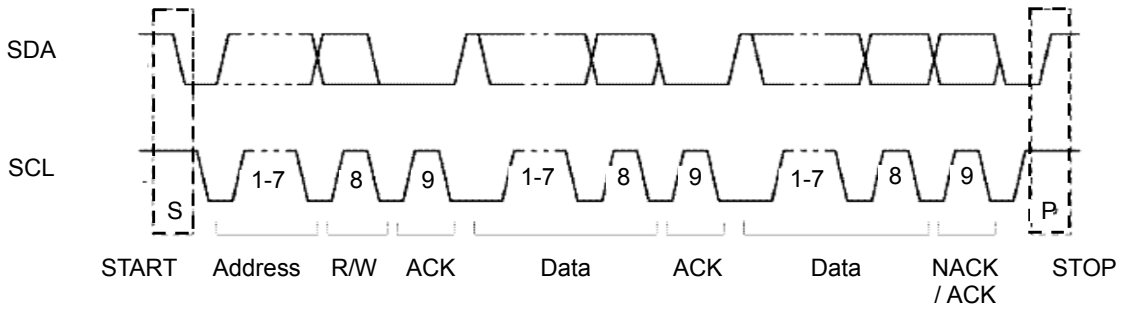 SDA
SCL
1-7 8 9 1-7 8 9 1-7 8 9
S P
START Address R/W ACK Data ACK Data NACK STOP
/ ACK